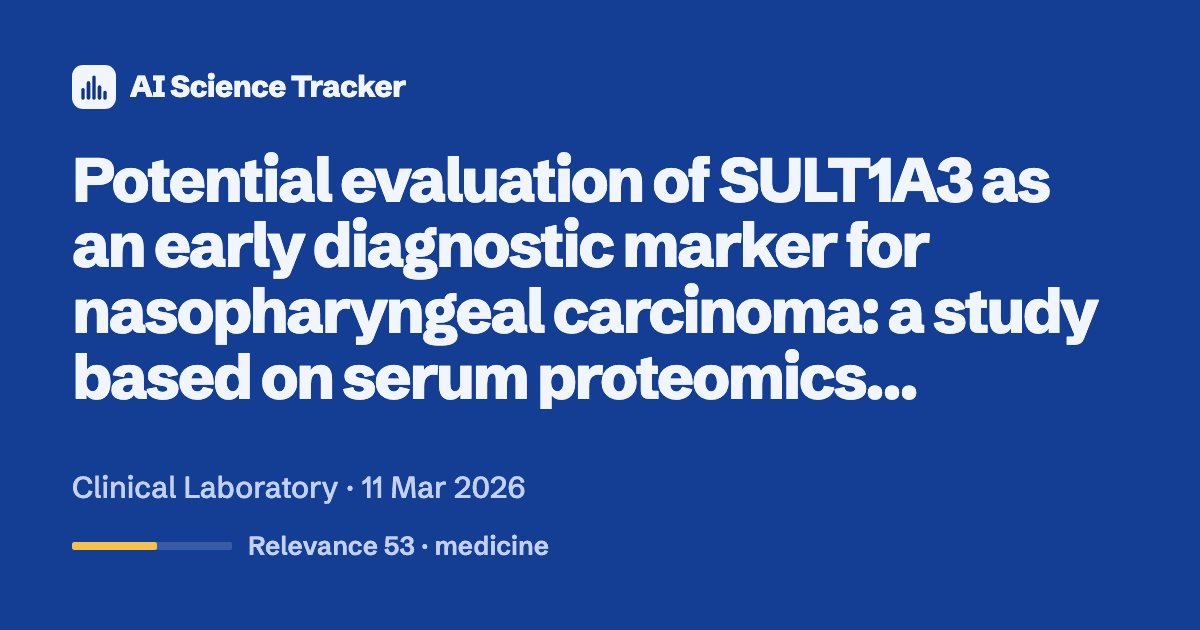 AI Science Tracker
Potential evaluation of SULT1A3 as
an early diagnostic marker for
nasopharyngeal carcinoma: a study
based on serum proteomics...
Clinical Laboratory · 11 Mar 2026
Relevance 53 · medicine